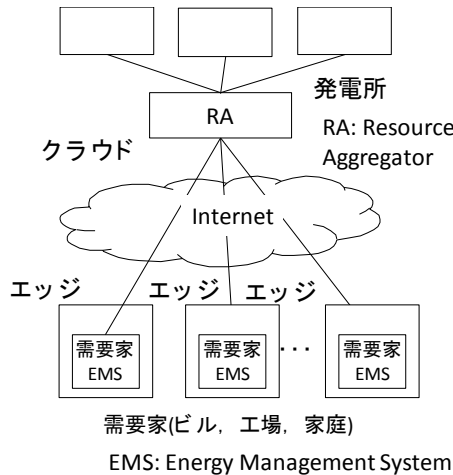 発電所
RA
RA: Resource
Aggregator
クラウド
Internet
エッジ
エッジ
エッジ
需要家
EMS
需要家
EMS
・・・
需要家
EMS
需要家(ビル, 工場, 家庭)
EMS: Energy Management System